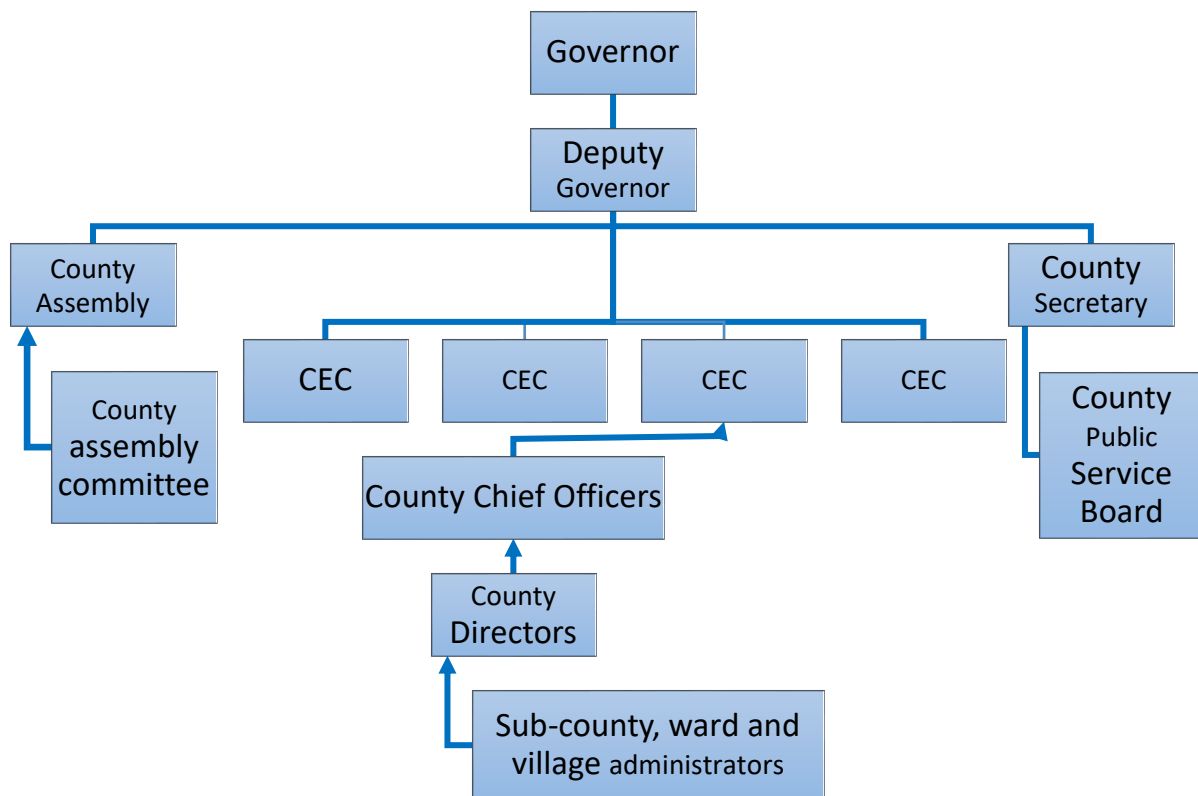 Governor
Deputy
Governor
County
Assembly
County
Secretary
CEC
CEC
CEC
CEC
County
assembly
committee
County
Public
Service
Board
County Chief Officers
County
Directors
Sub-county, ward and
village administrators